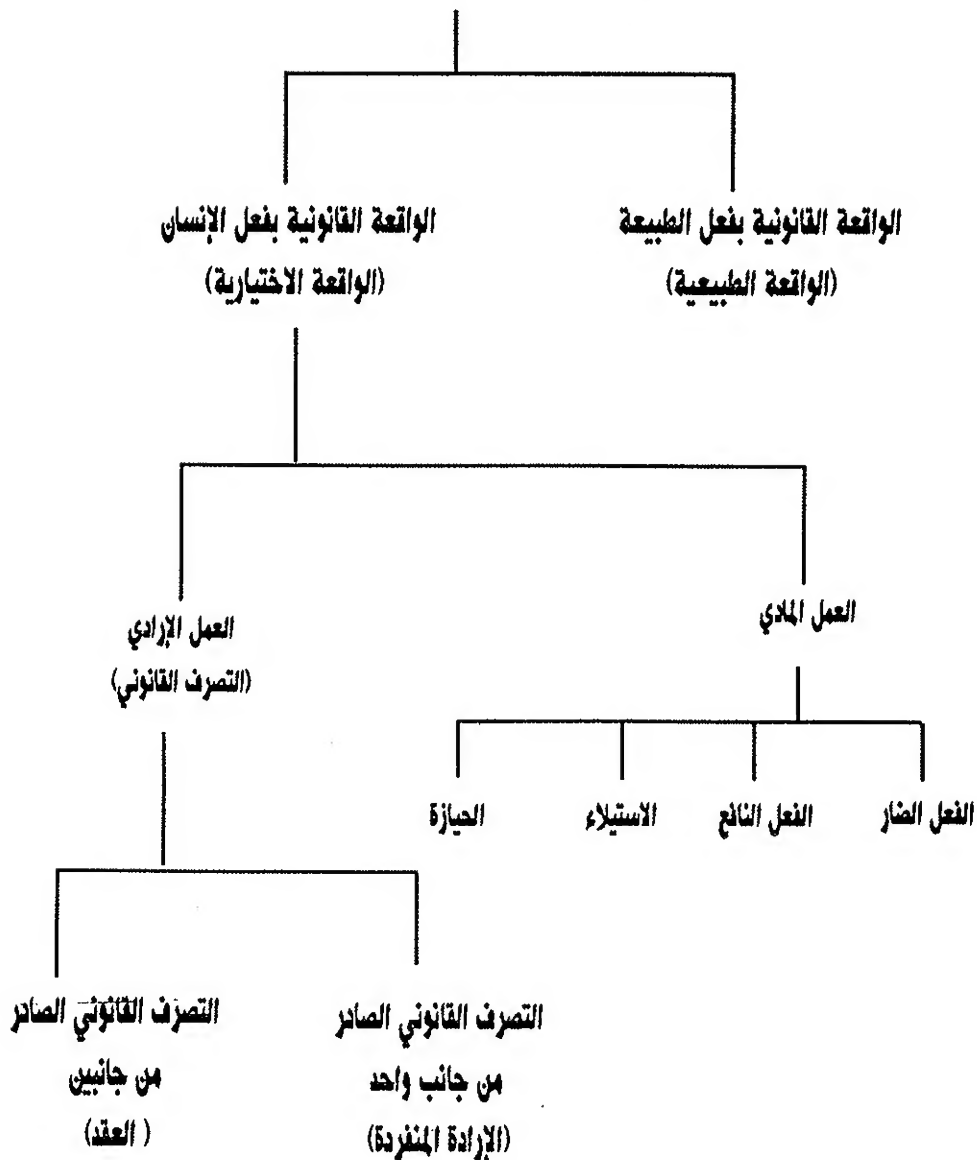 الواقعة القانونية بفعل الطبيعة
(الواقعة الطبيعية)
الواقعة القانونية بفعل الإنسان
(الواقعة الاختيارية)
العمل المادي
العمل الإرادي
(التصرف القانوني)
الفعل الضار
الفعل النافع
الاستيلاء
الحيازة
التصرف القانوني الصادر
من جانب واحد
(الإرادة المنفردة)
التصرف القانوني الصادر
من جانبين
( العقد)